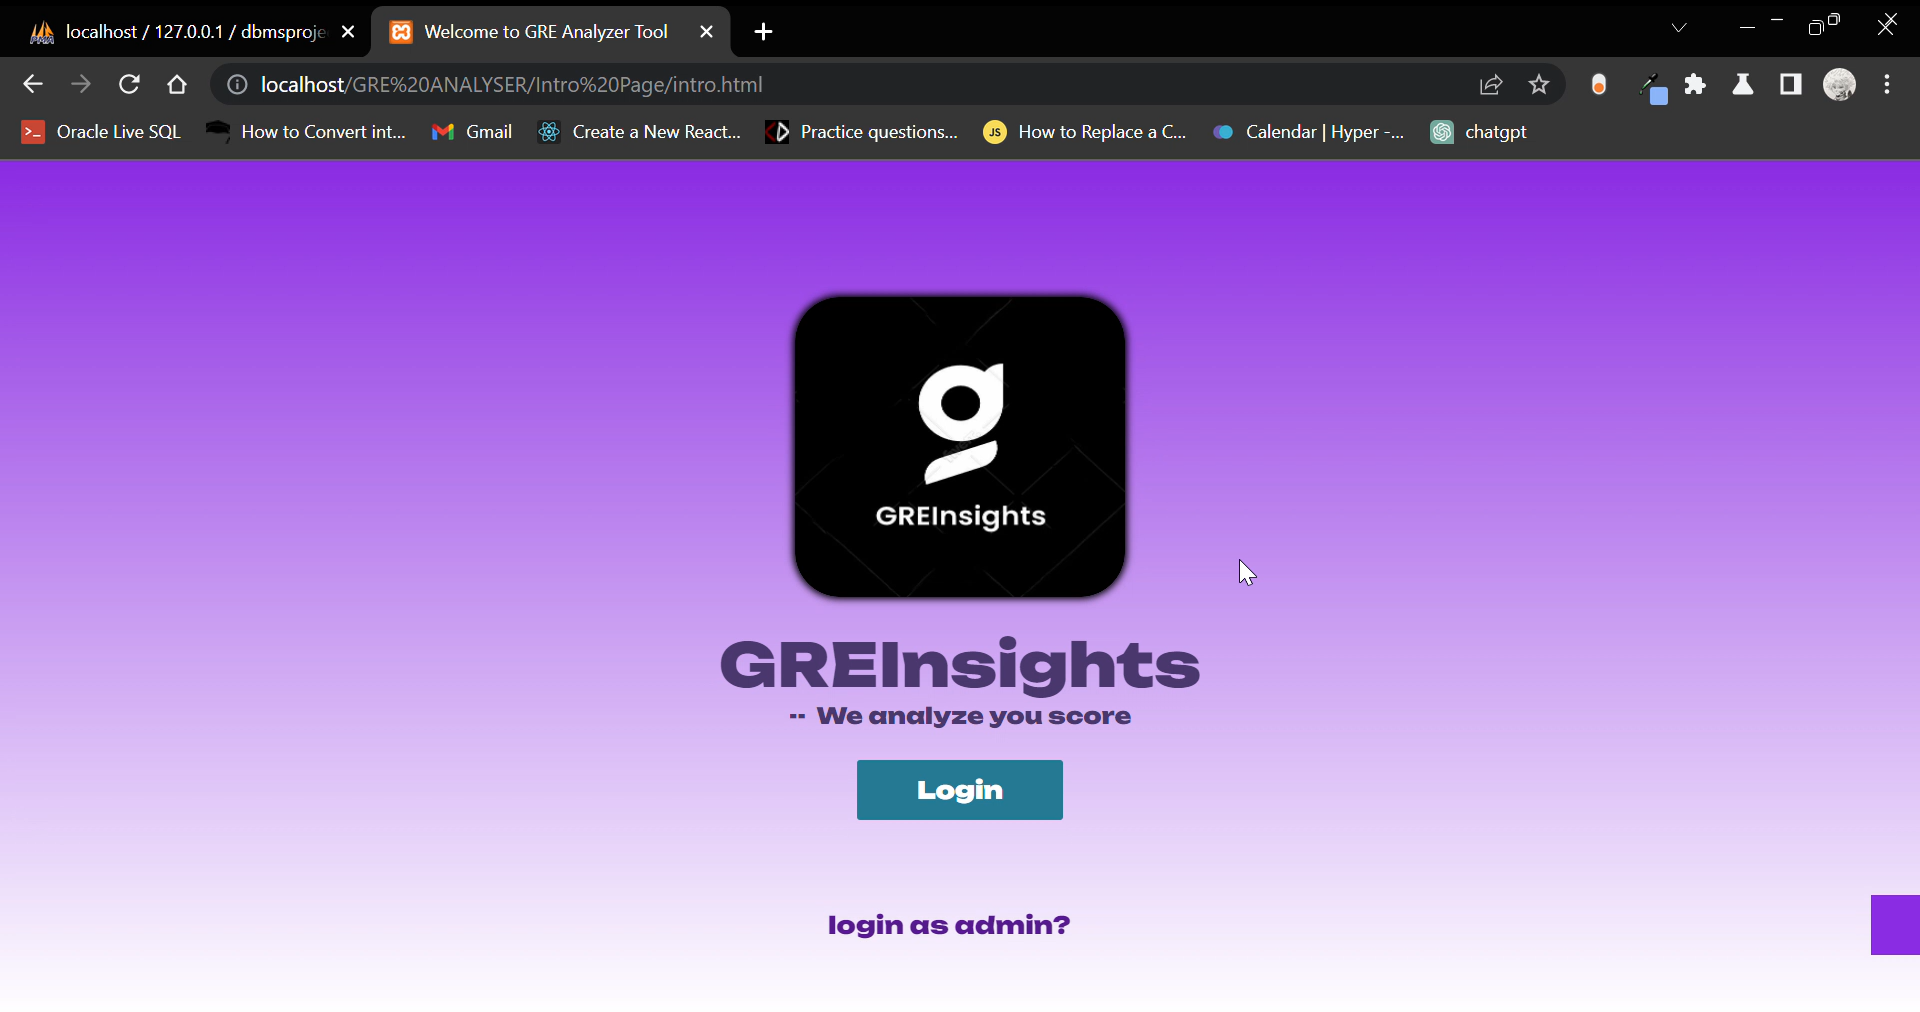 localhost / 127.0.0.1 / dbmsproje
Welcome to GRE Analyzer Tool
localhost/GRE%20ANALYSER/Intro%20Page/intro.html
Oracle Live SQL
How to Convert int...
Gmail
Create a New React...
Practice questions...
JS
How to Replace a C...
Calendar | Hyper -...
chatgpt
GREInsights
GREInsights
-- We analyze you score
Login
login as admin?